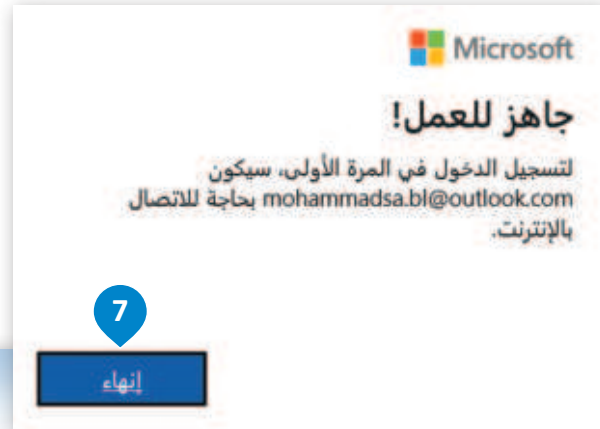 Microsoft
جاهز للعمل!
لتسجيل الدخول في المرة الأولى، سيكون
mohammadsa.bl@outlook.com بحاجة للاتصال
بالإنترنت.
7
إنهاء